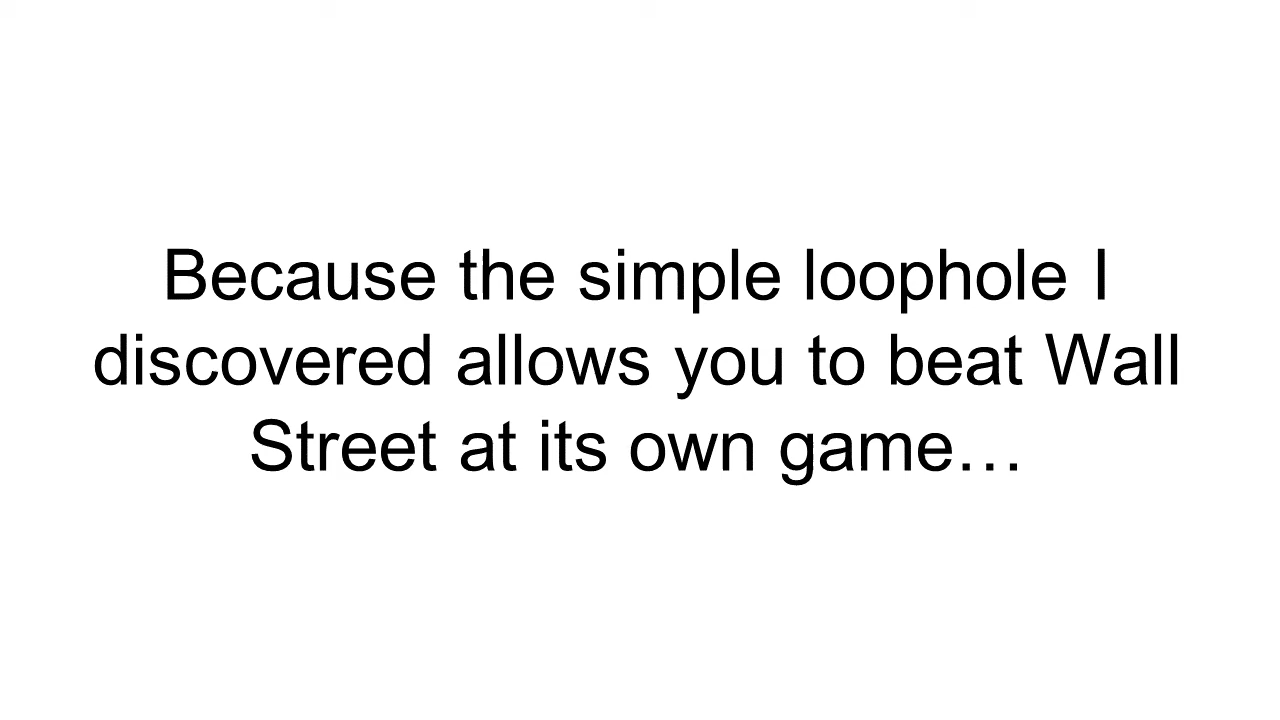 Because the simple loophole I
discovered allows you to beat Wall
Street at its own game…